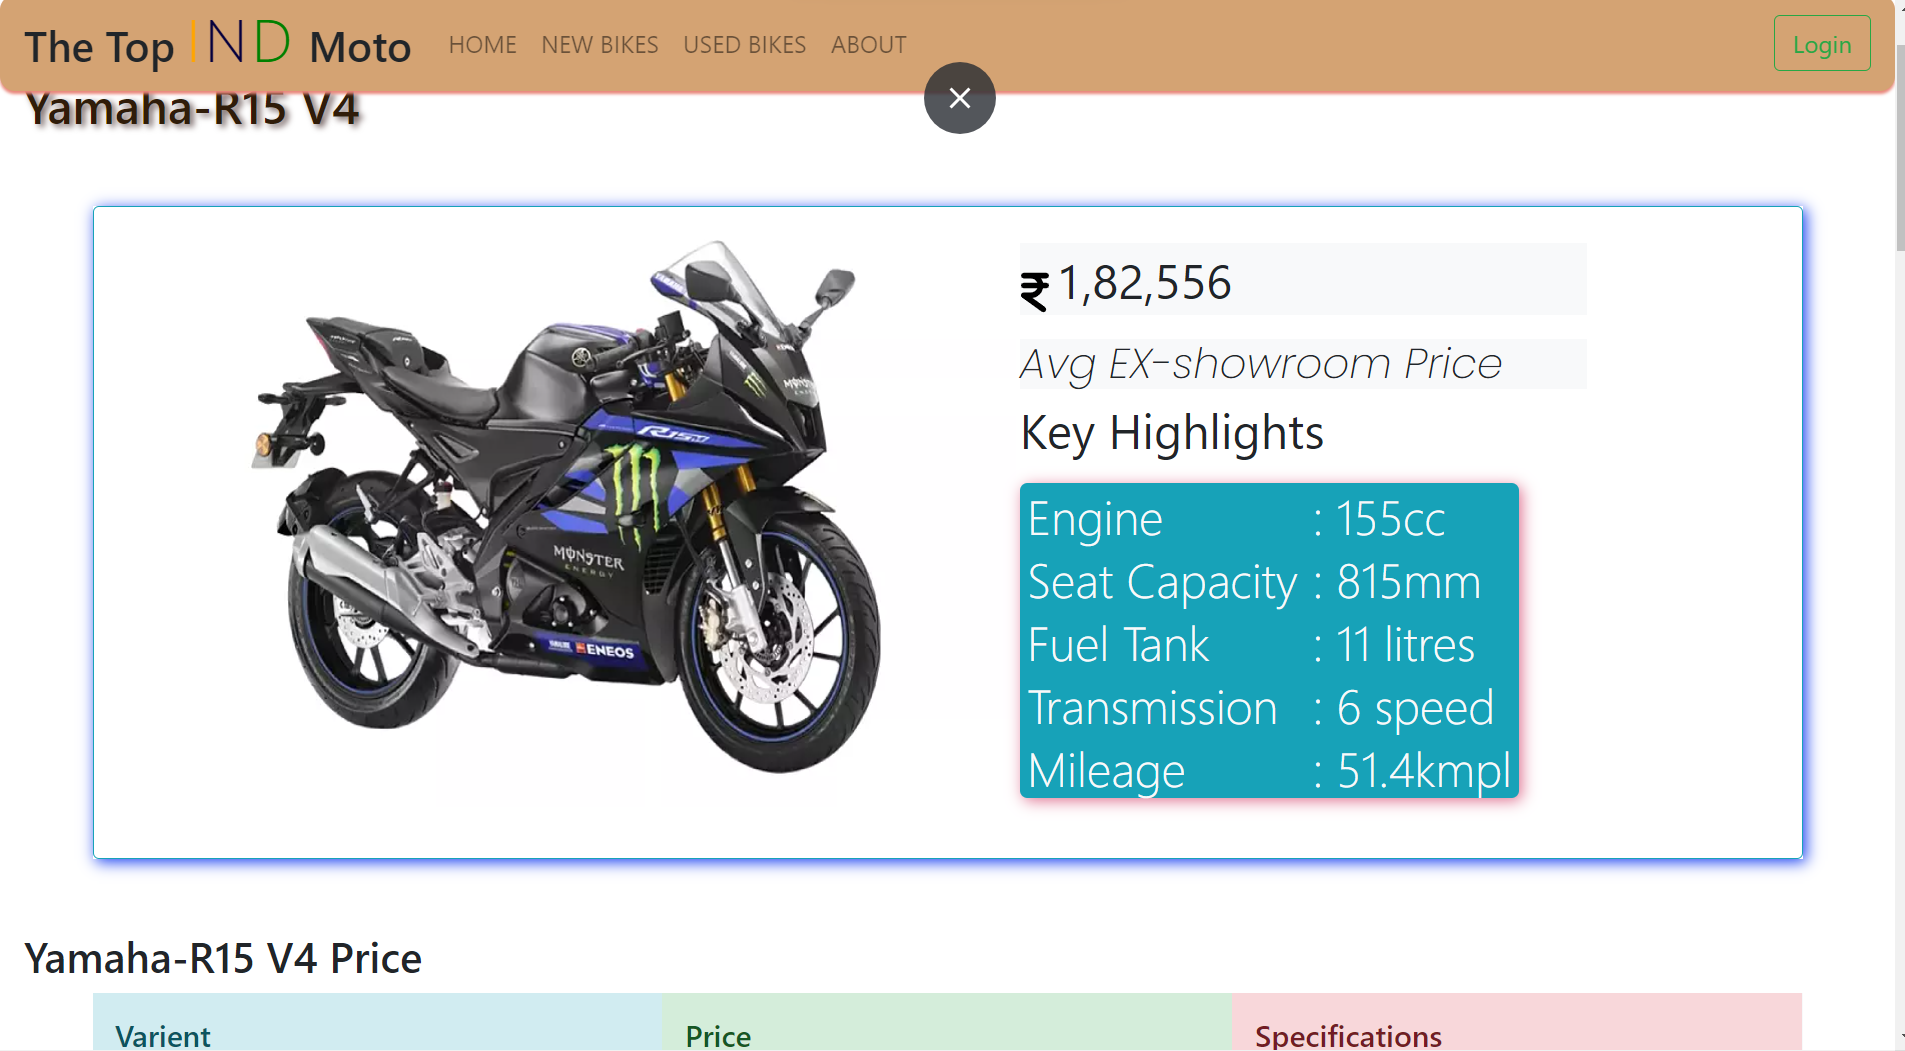 The Top IND Moto HOME NEW BIKES USED BIKES ABOUT Login
Yamaha-R15 V4
₹ 1,82,556
Avg EX-showroom Price
Key Highlights
Engine : 155cc
Seat Capacity : 815mm
Fuel Tank : 11 litres
Transmission : 6 speed
Mileage : 51.4kmpl
R15M
MONSTER
ENERGY
ENEOS
Yamaha-R15 V4 Price
Varient Price Specifications